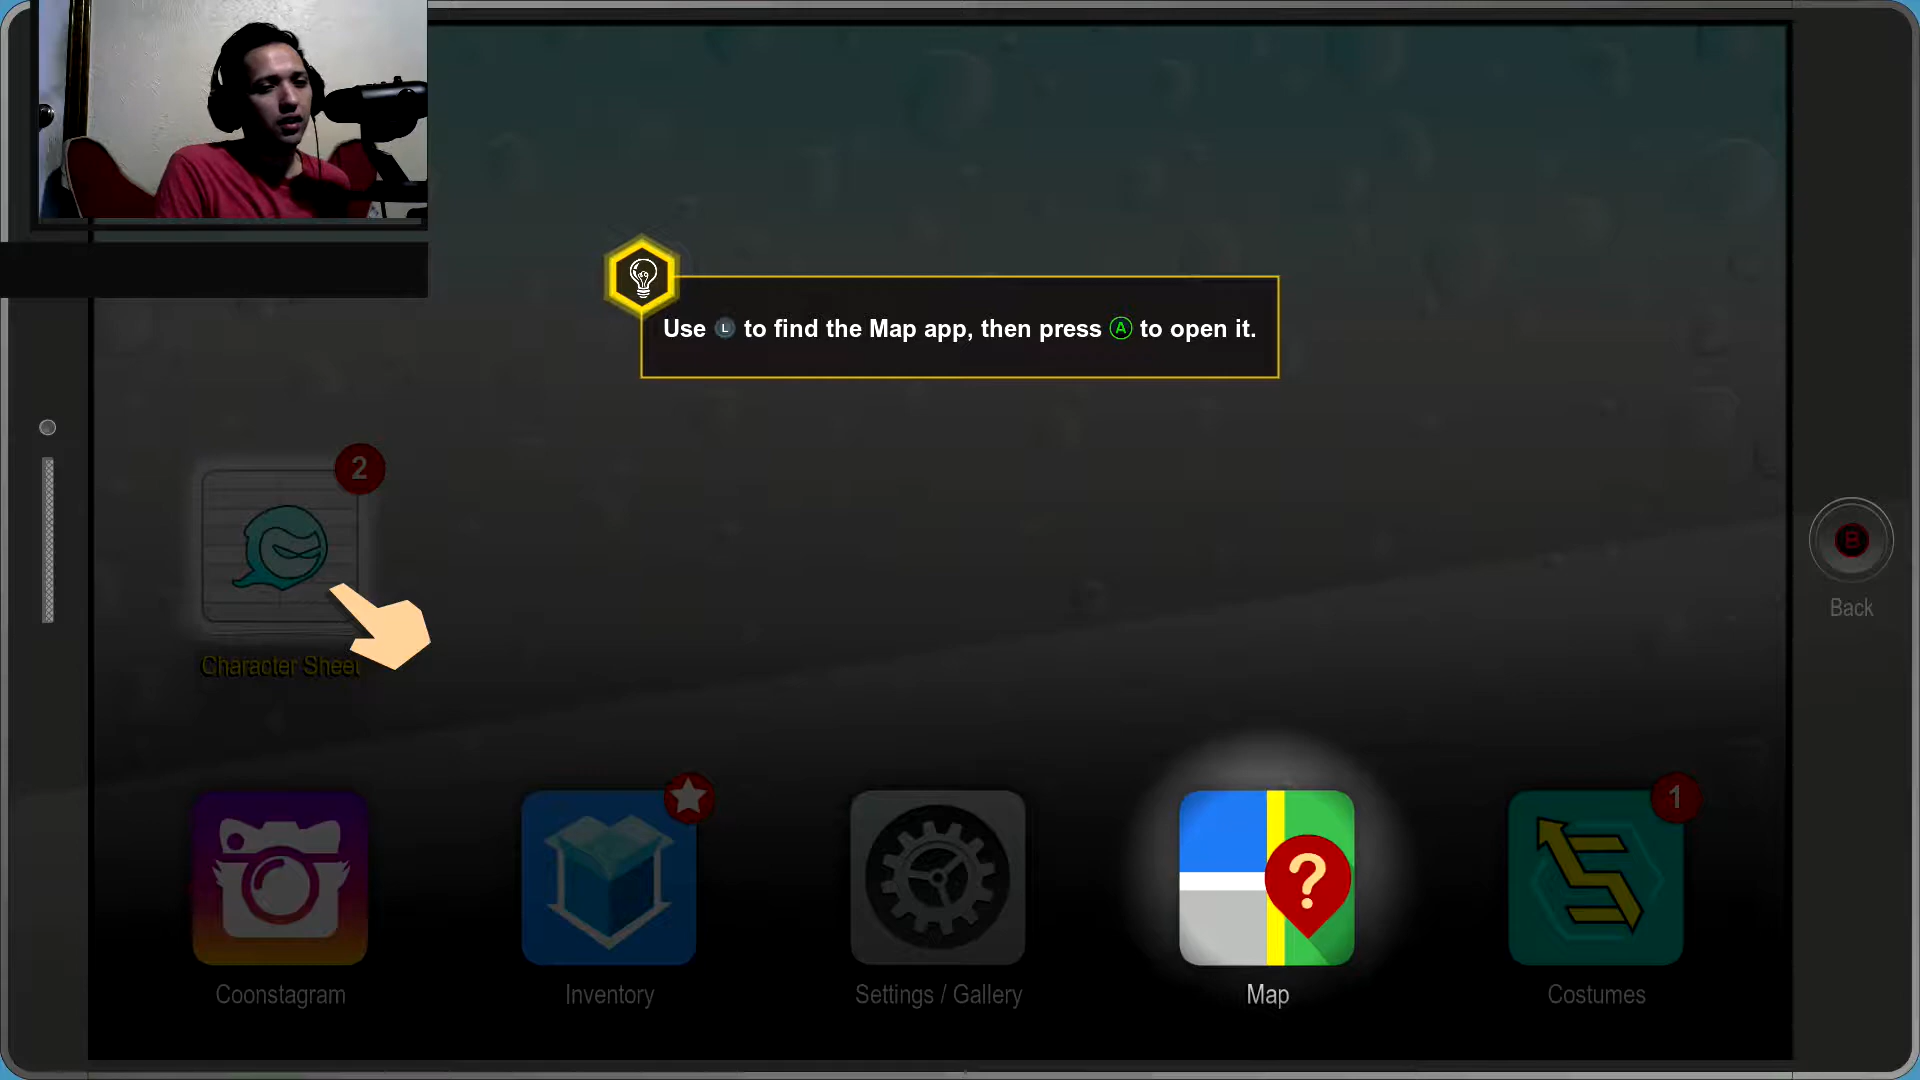 Use L to find the Map app, then press A to open it.
2
Character Sheet
B
Back
1
?
Coonstagram
Inventory
Settings / Gallery
Map
Costumes